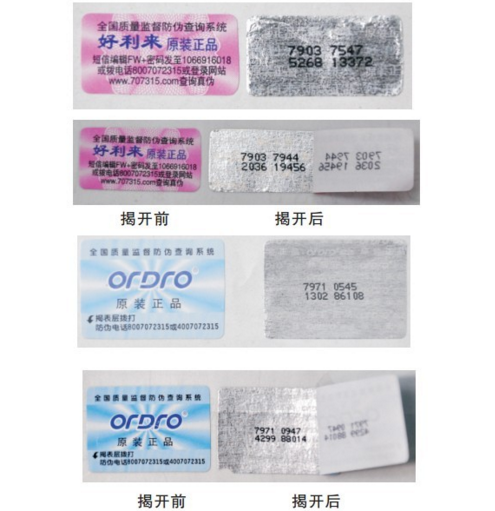 全国质量监督防伪查询系统
好利来 原装正品
短信编辑FW+密码发至1066916018
或拨电话8007072315或登录网站
www.707315.com查询真伪
7903 7547
5268 13372
全国质量监督防伪查询系统
好利来 原装正品
短信编辑FW+密码发至1066916018
或拨电话8007072315或登录网站
www.707315.com查询真伪
7903 7944
2036 19456
7903 7944
2036 19456
揭开前
揭开后
全国质量监督防伪查询系统
ORDRO
原装正品
揭表层拨打
防伪电话8007072315或4007072315
7971 0545
1302 86108
全国质量监督防伪查询系统
ORDRO
原装正品
揭表层拨打
防伪电话8007072315或4007072315
7971 0947
4299 88014
7971 0947
4299 88014
揭开前
揭开后